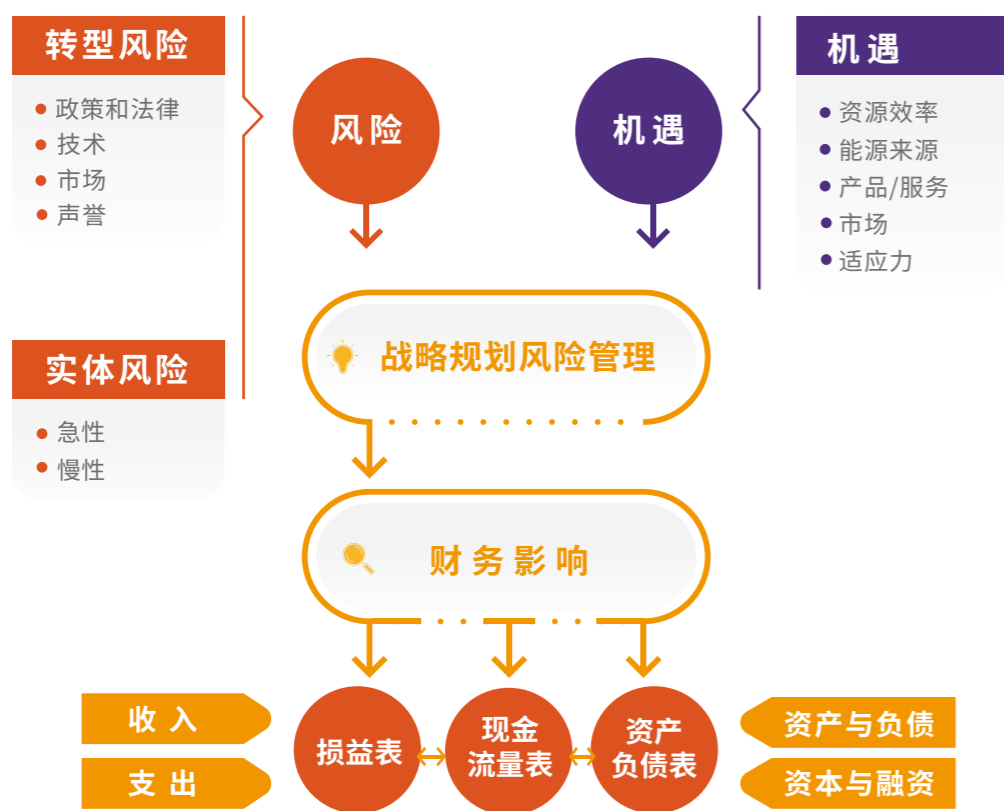 转型风险
政策和法律
技术
市场
声誉
实体风险
急性
慢性
风险
机遇
机遇
资源效率
能源来源
产品/服务
市场
适应力
战略规划风险管理
财务影响
收入
支出
损益表
现金
流量表
资产
负债表
资产与负债
资本与融资